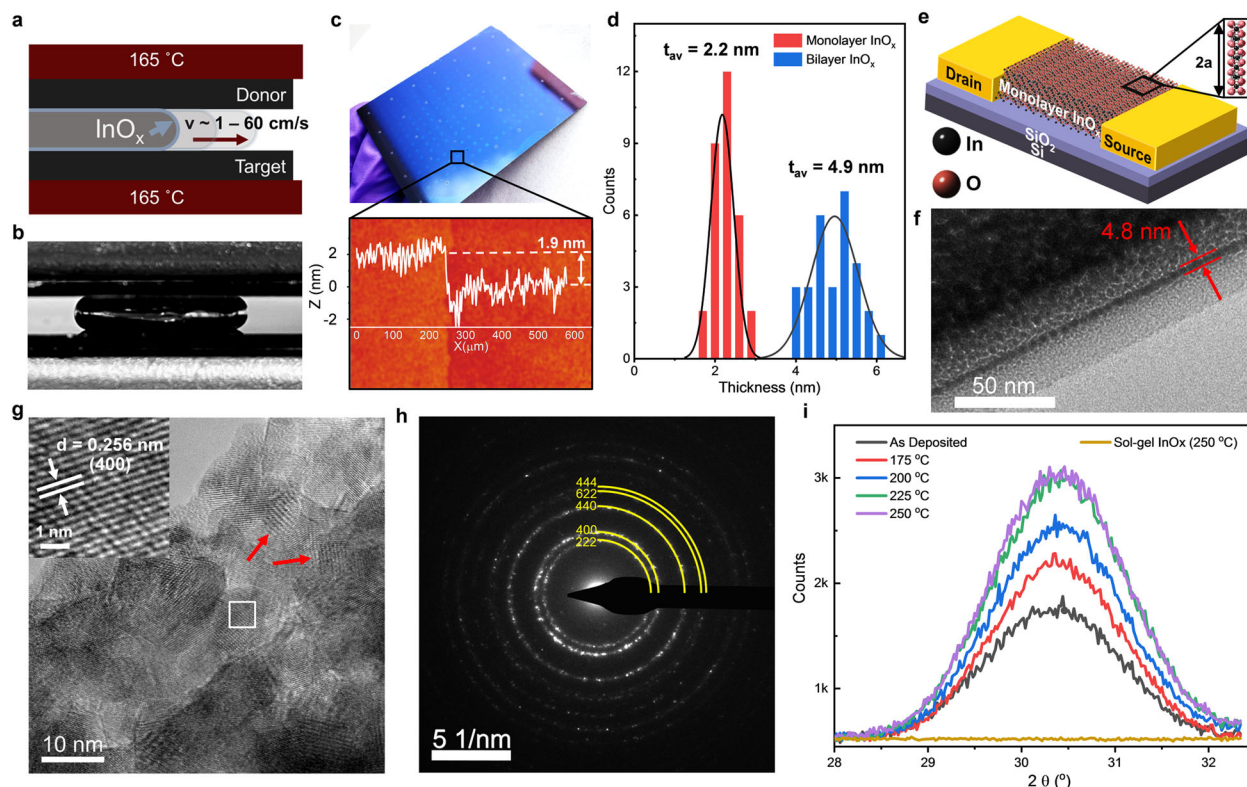 a
165 ˚C
Donor
InOₓ
v ~ 1 – 60 cm/s
Target
165 ˚C
b
c
1.9 nm
Z (nm)
2
0
-2
0 100 200 300 400 500 600
X(μm)
d
tav = 2.2 nm
Monolayer InOₓ
Bilayer InOₓ
tav = 4.9 nm
Counts
12
9
6
3
0
0 2 4 6
Thickness (nm)
e
2a
Drain
Monolayer InOₓ
Source
SiO₂
Si
In
O
f
4.8 nm
50 nm
g
d = 0.256 nm
(400)
1 nm
10 nm
h
444
622
440
400
222
5 1/nm
i
As Deposited
175 ºC
200 ºC
225 ºC
250 ºC
Sol-gel InOx (250 ºC)
Counts
3k
2k
1k
28 29 30 31 32
2 θ (º)